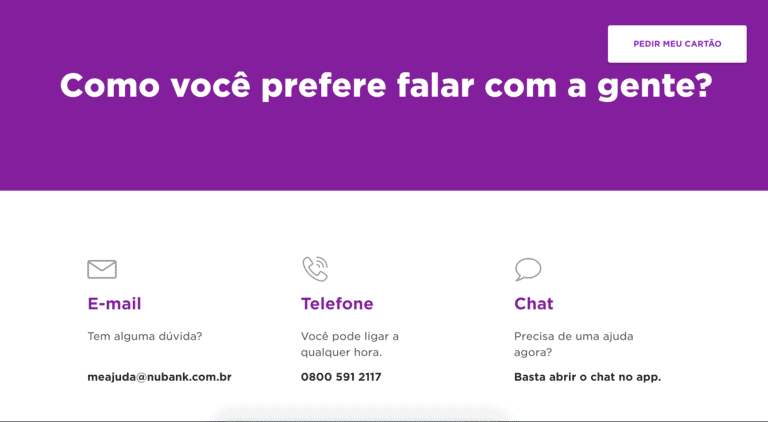 PEDIR MEU CARTÃO
Como você prefere falar com a gente?
E-mail
Tem alguma dúvida?
meajuda@nubank.com.br
Telefone
Você pode ligar a
qualquer hora.
0800 591 2117
Chat
Precisa de uma ajuda
agora?
Basta abrir o chat no app.